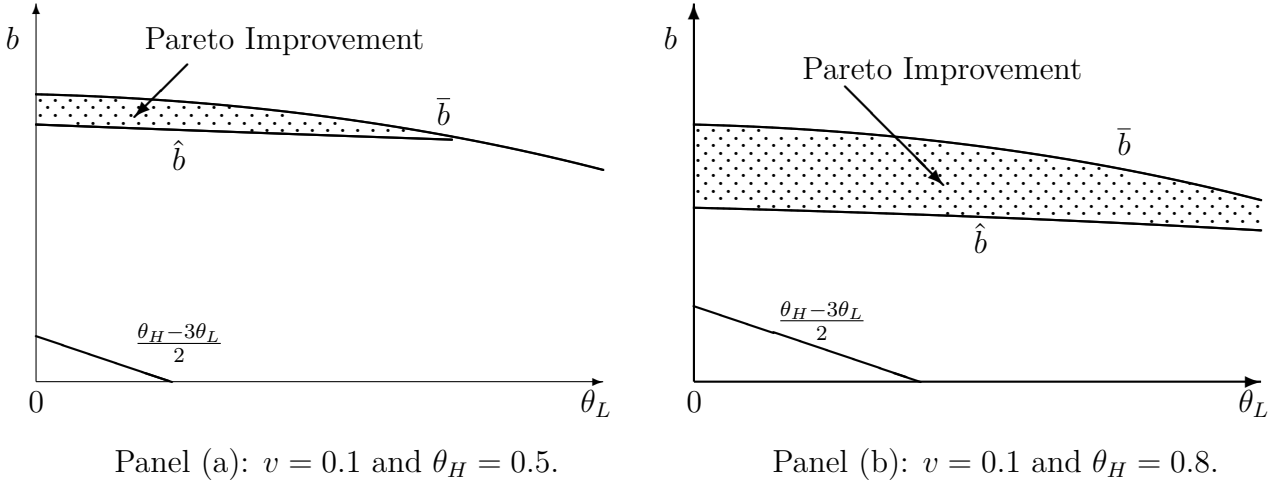 b
Pareto Improvement
b̄
b̂
(θ_H−3θ_L)/2
0
θ_L
Panel (a): v = 0.1 and θ_H = 0.5.
b
Pareto Improvement
b̄
b̂
(θ_H−3θ_L)/2
0
θ_L
Panel (b): v = 0.1 and θ_H = 0.8.